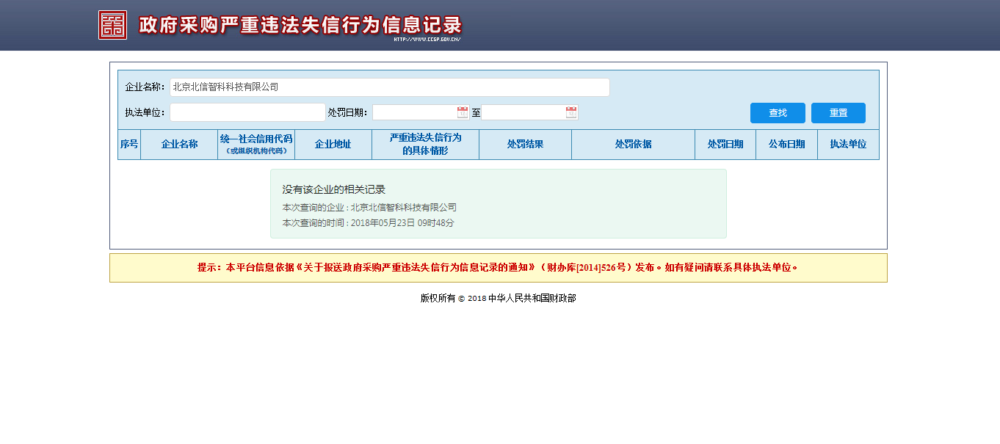 政府采购严重违法失信行为信息记录
HTTP://WWW.CCGP.GOV.CN/
企业名称： 北京北信智科科技有限公司
执法单位： 处罚日期： 至 查找 重置
序号 企业名称 统一社会信用代码 企业地址 严重违法失信行为 处罚结果 处罚依据 处罚日期 公布日期 执法单位
（或组织机构代码） 的具体情形
没有该企业的相关记录
本次查询的企业 : 北京北信智科科技有限公司
本次查询的时间 : 2018年05月23日 09时48分
提示：本平台信息依据《关于报送政府采购严重违法失信行为信息记录的通知》（财办库[2014]526号）发布。如有疑问请联系具体执法单位。
版权所有 © 2018 中华人民共和国财政部